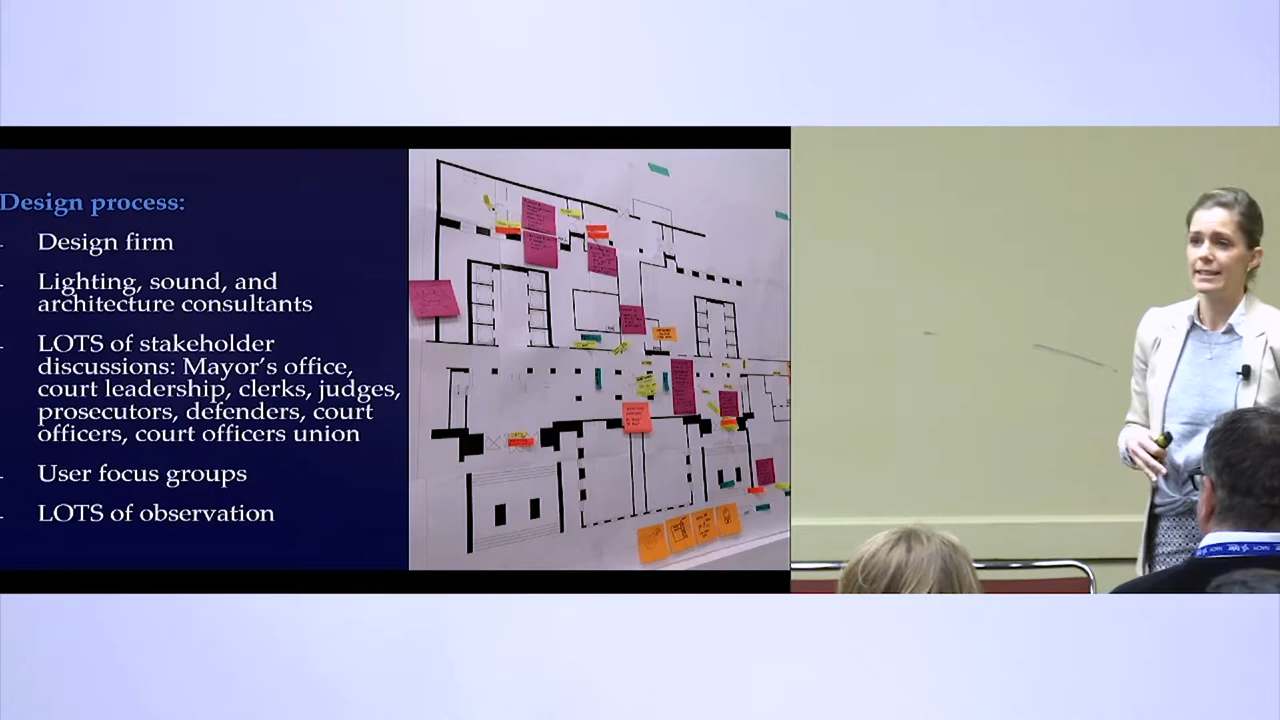 Design process:
- Design firm
- Lighting, sound, and
architecture consultants
- LOTS of stakeholder
discussions: Mayor's office,
court leadership, clerks, judges,
prosecutors, defenders, court
officers, court officers union
- User focus groups
- LOTS of observation